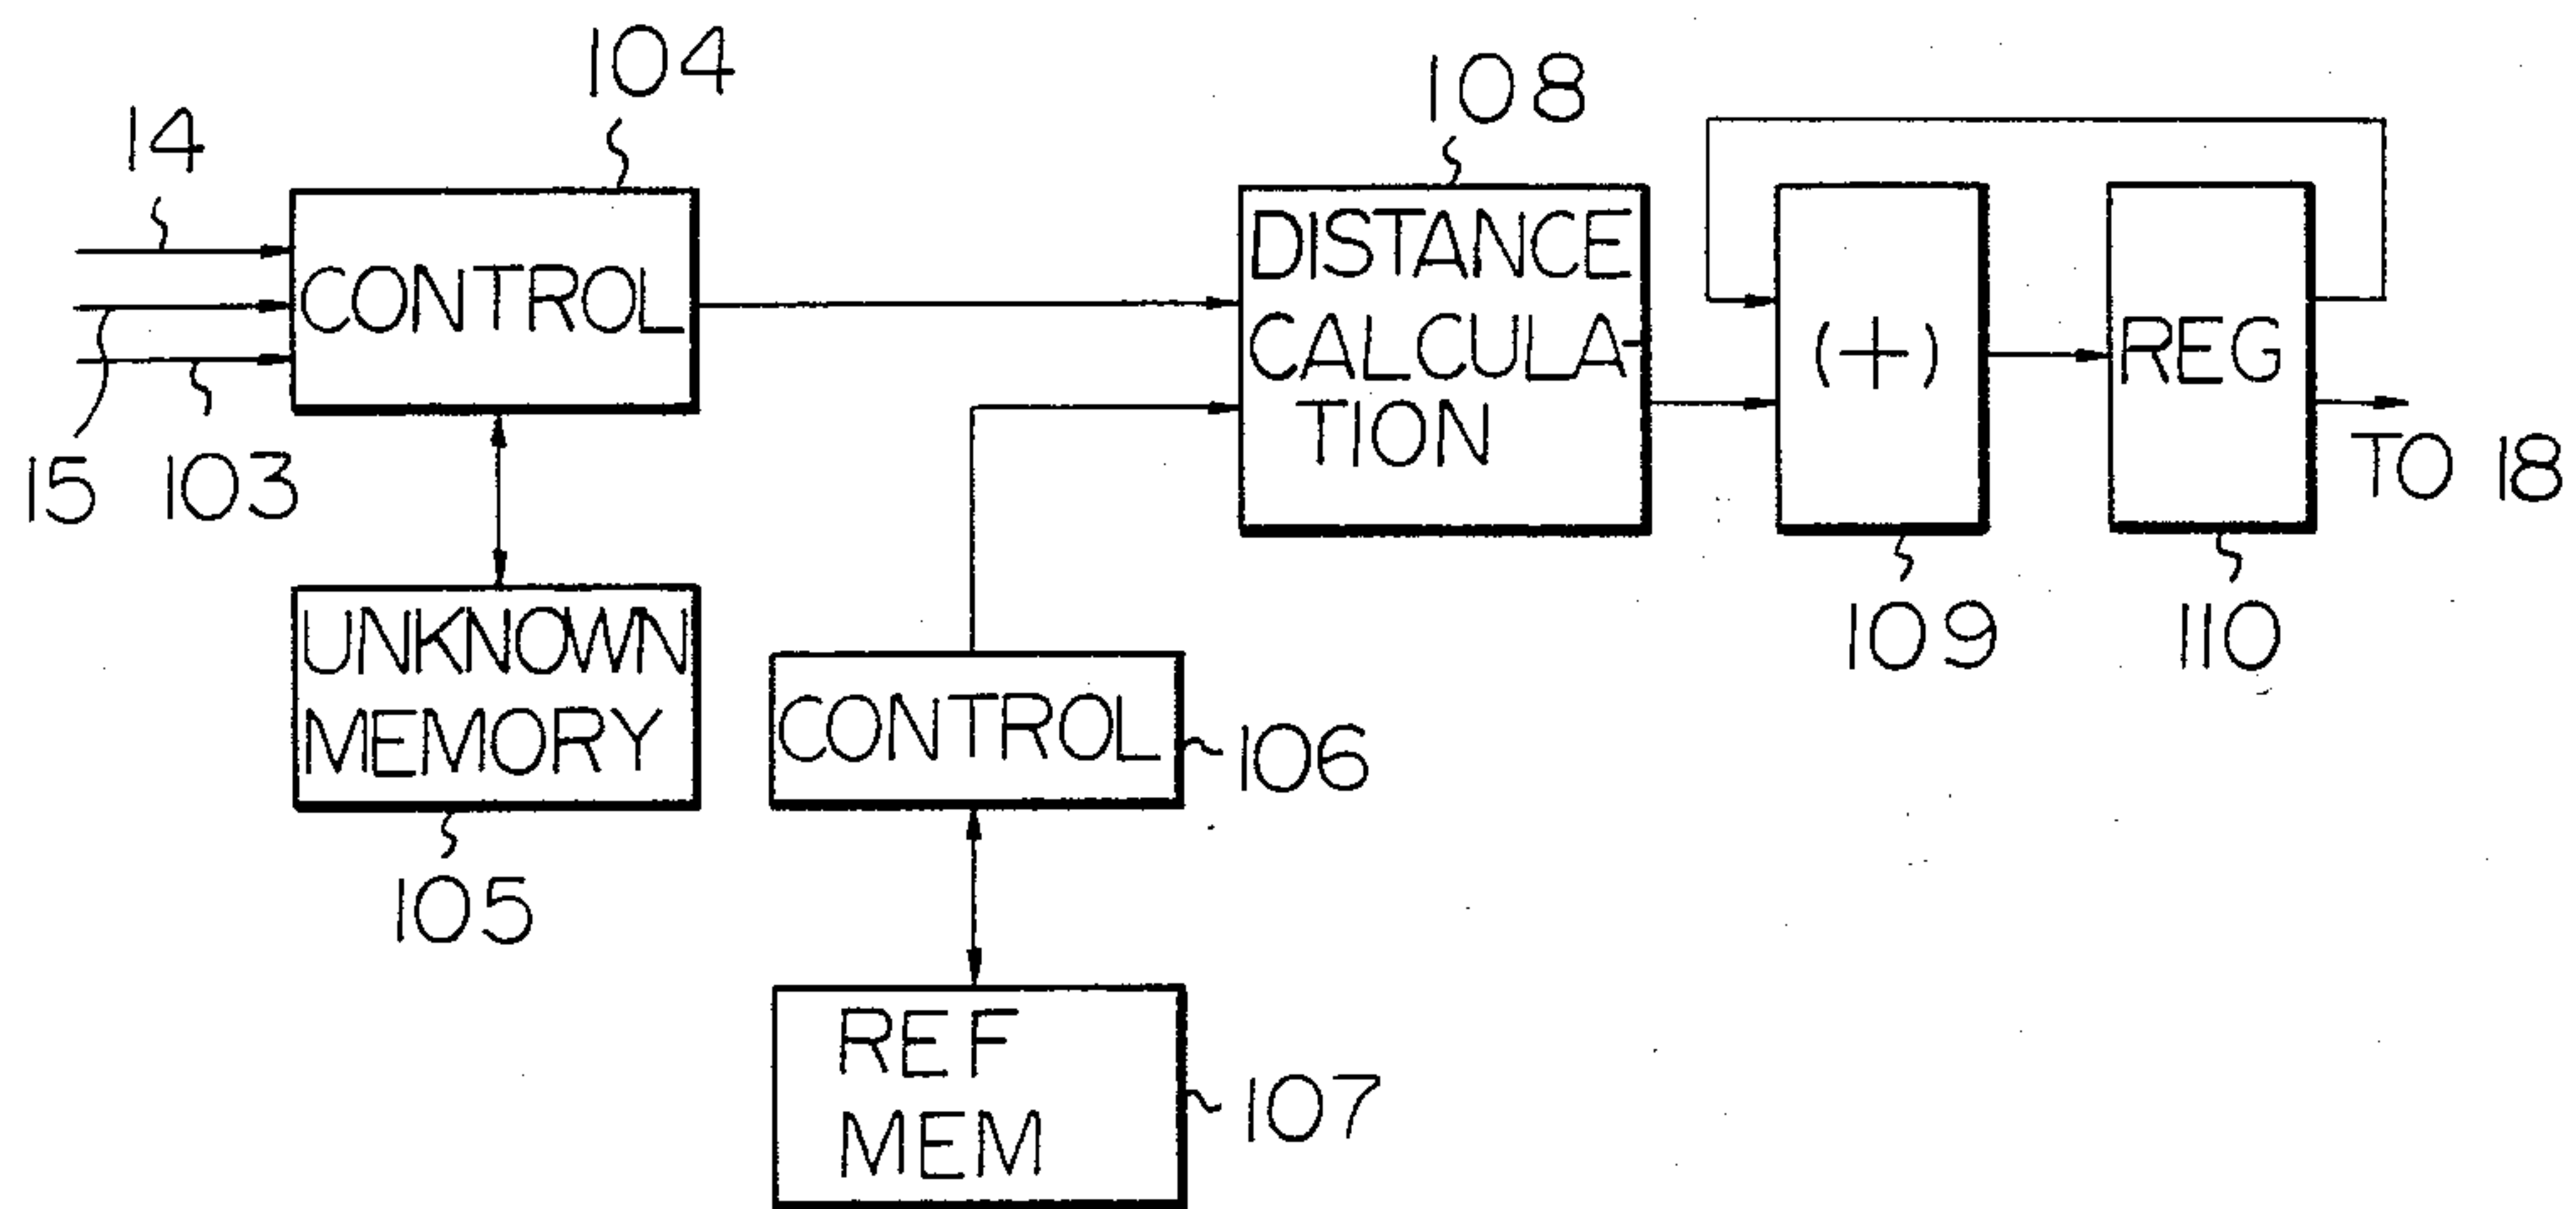 104
14
108
CONTROL
DISTANCE
CALCULA-
TION
(+)
REG
15
103
TO 18
UNKNOWN
MEMORY
109
110
CONTROL
106
105
REF
MEM
107